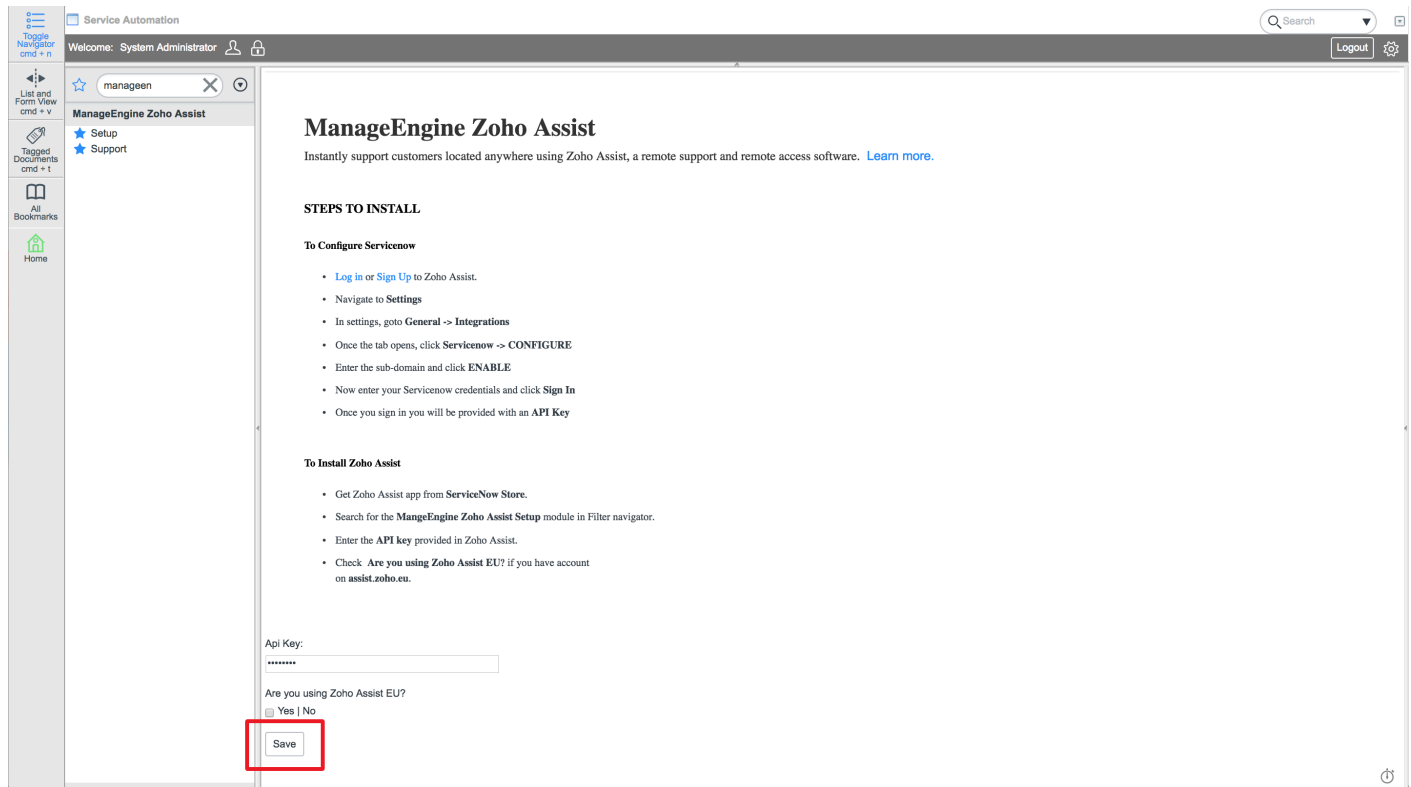 Toggle
Navigator
cmd + n
List and
Form View
cmd + v
Tagged
Documents
cmd + t
All
Bookmarks
Home
Service Automation
Search
Welcome: System Administrator
Logout
manageen
ManageEngine Zoho Assist
Setup
Support
ManageEngine Zoho Assist
Instantly support customers located anywhere using Zoho Assist, a remote support and remote access software. Learn more.
STEPS TO INSTALL
To Configure Servicenow
• Log in or Sign Up to Zoho Assist.
• Navigate to Settings
• In settings, goto General -> Integrations
• Once the tab opens, click Servicenow -> CONFIGURE
• Enter the sub-domain and click ENABLE
• Now enter your Servicenow credentials and click Sign In
• Once you sign in you will be provided with an API Key
To Install Zoho Assist
• Get Zoho Assist app from ServiceNow Store.
• Search for the MangeEngine Zoho Assist Setup module in Filter navigator.
• Enter the API key provided in Zoho Assist.
• Check Are you using Zoho Assist EU? if you have account
on assist.zoho.eu.
Api Key:
••••••••
Are you using Zoho Assist EU?
Yes | No
Save